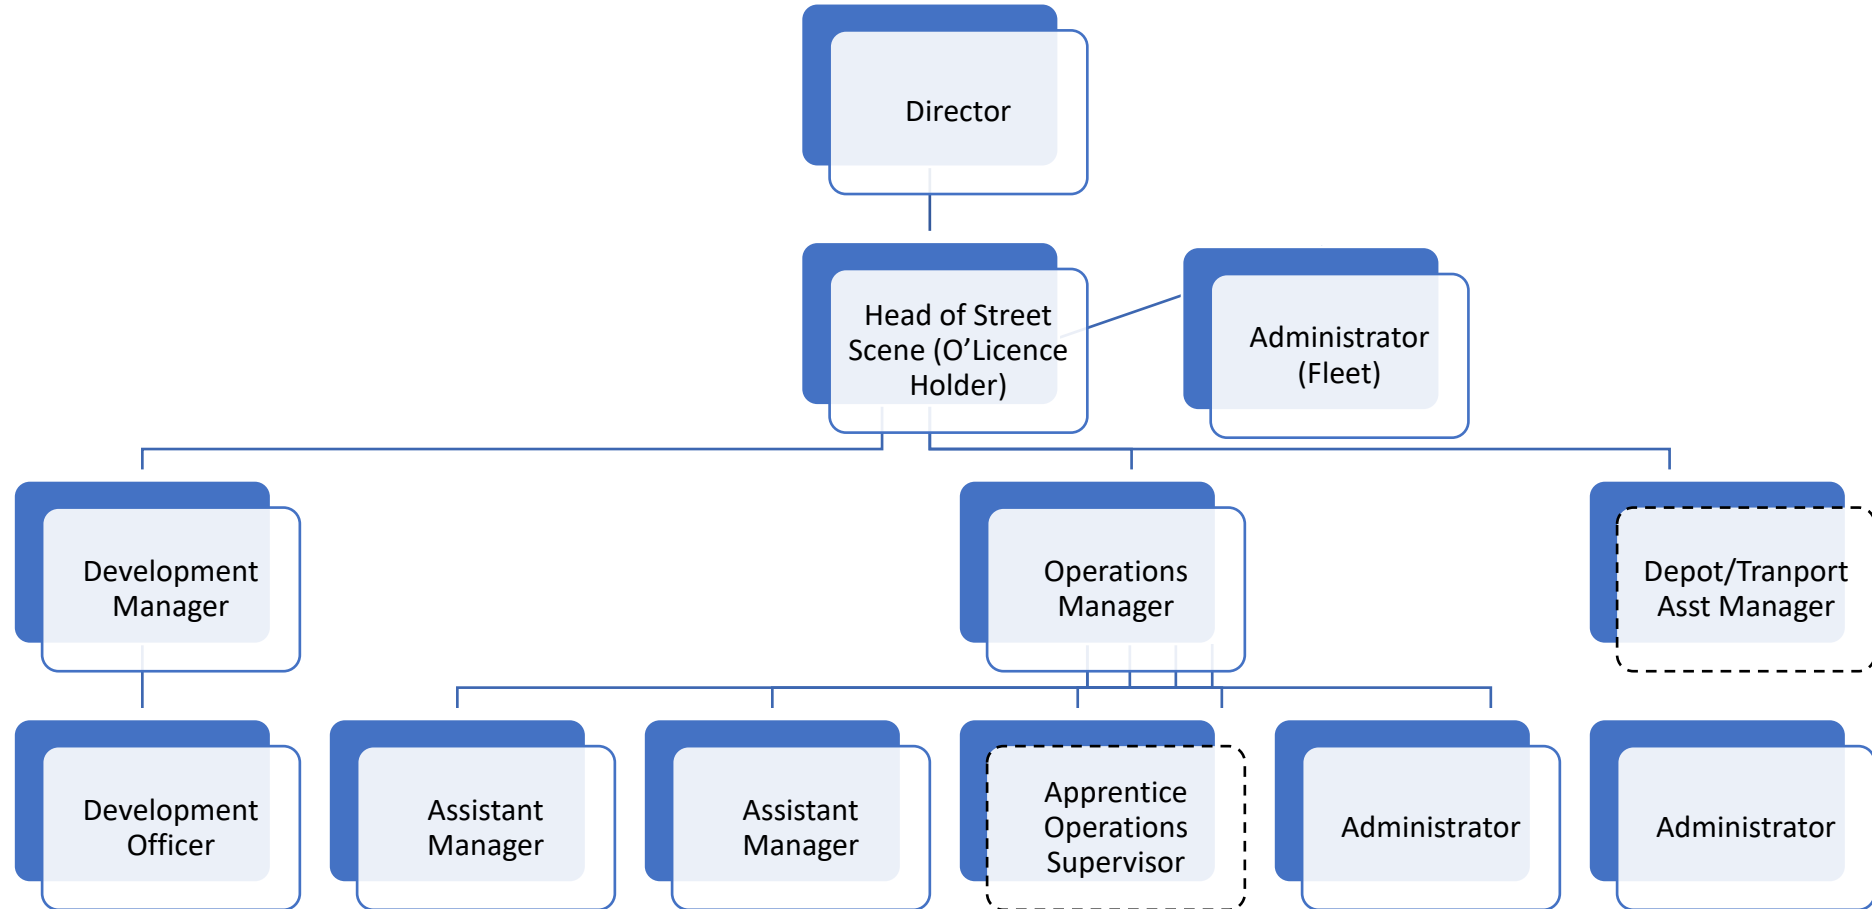 Director
Head of Street
Scene (O’Licence
Holder)
Administrator
(Fleet)
Development
Manager
Operations
Manager
Depot/Tranport
Asst Manager
Development
Officer
Assistant
Manager
Assistant
Manager
Apprentice
Operations
Supervisor
Administrator
Administrator